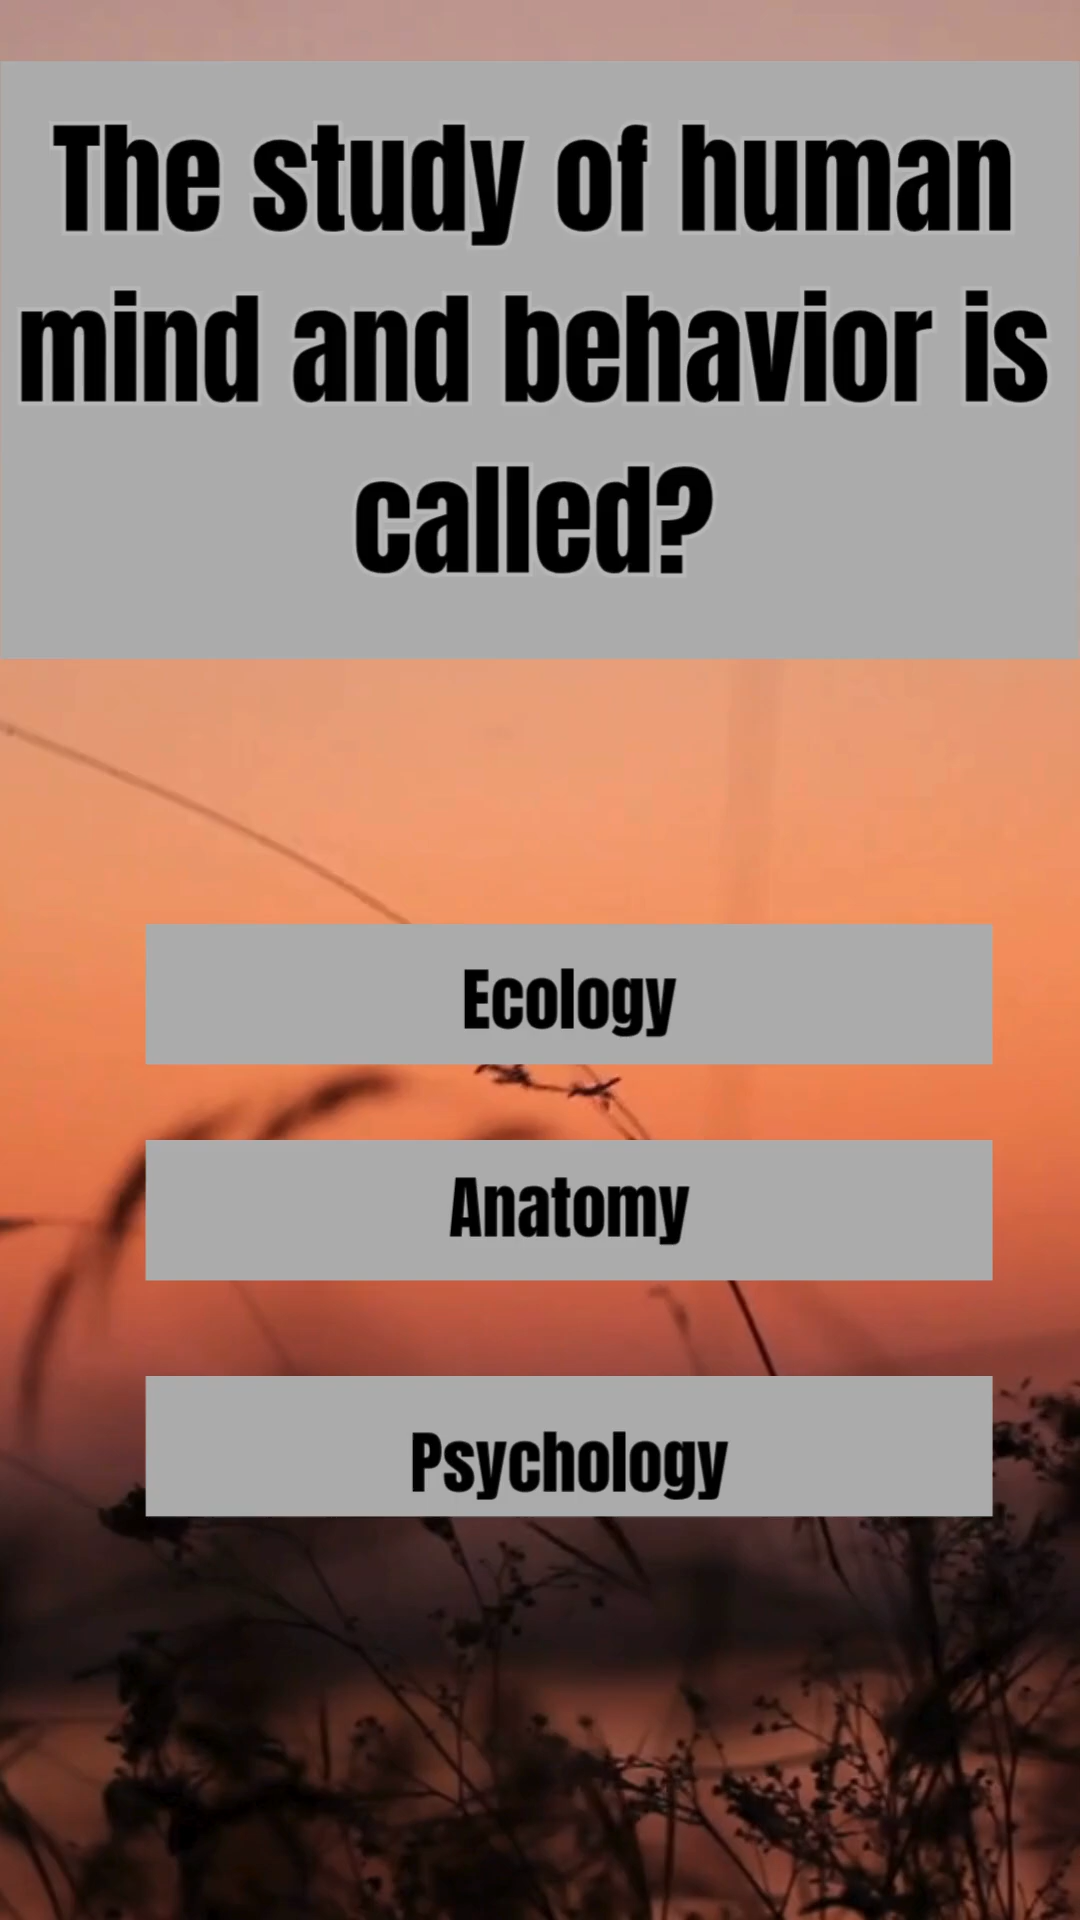 The study of human
mind and behavior is
called?
Ecology
Anatomy
Psychology